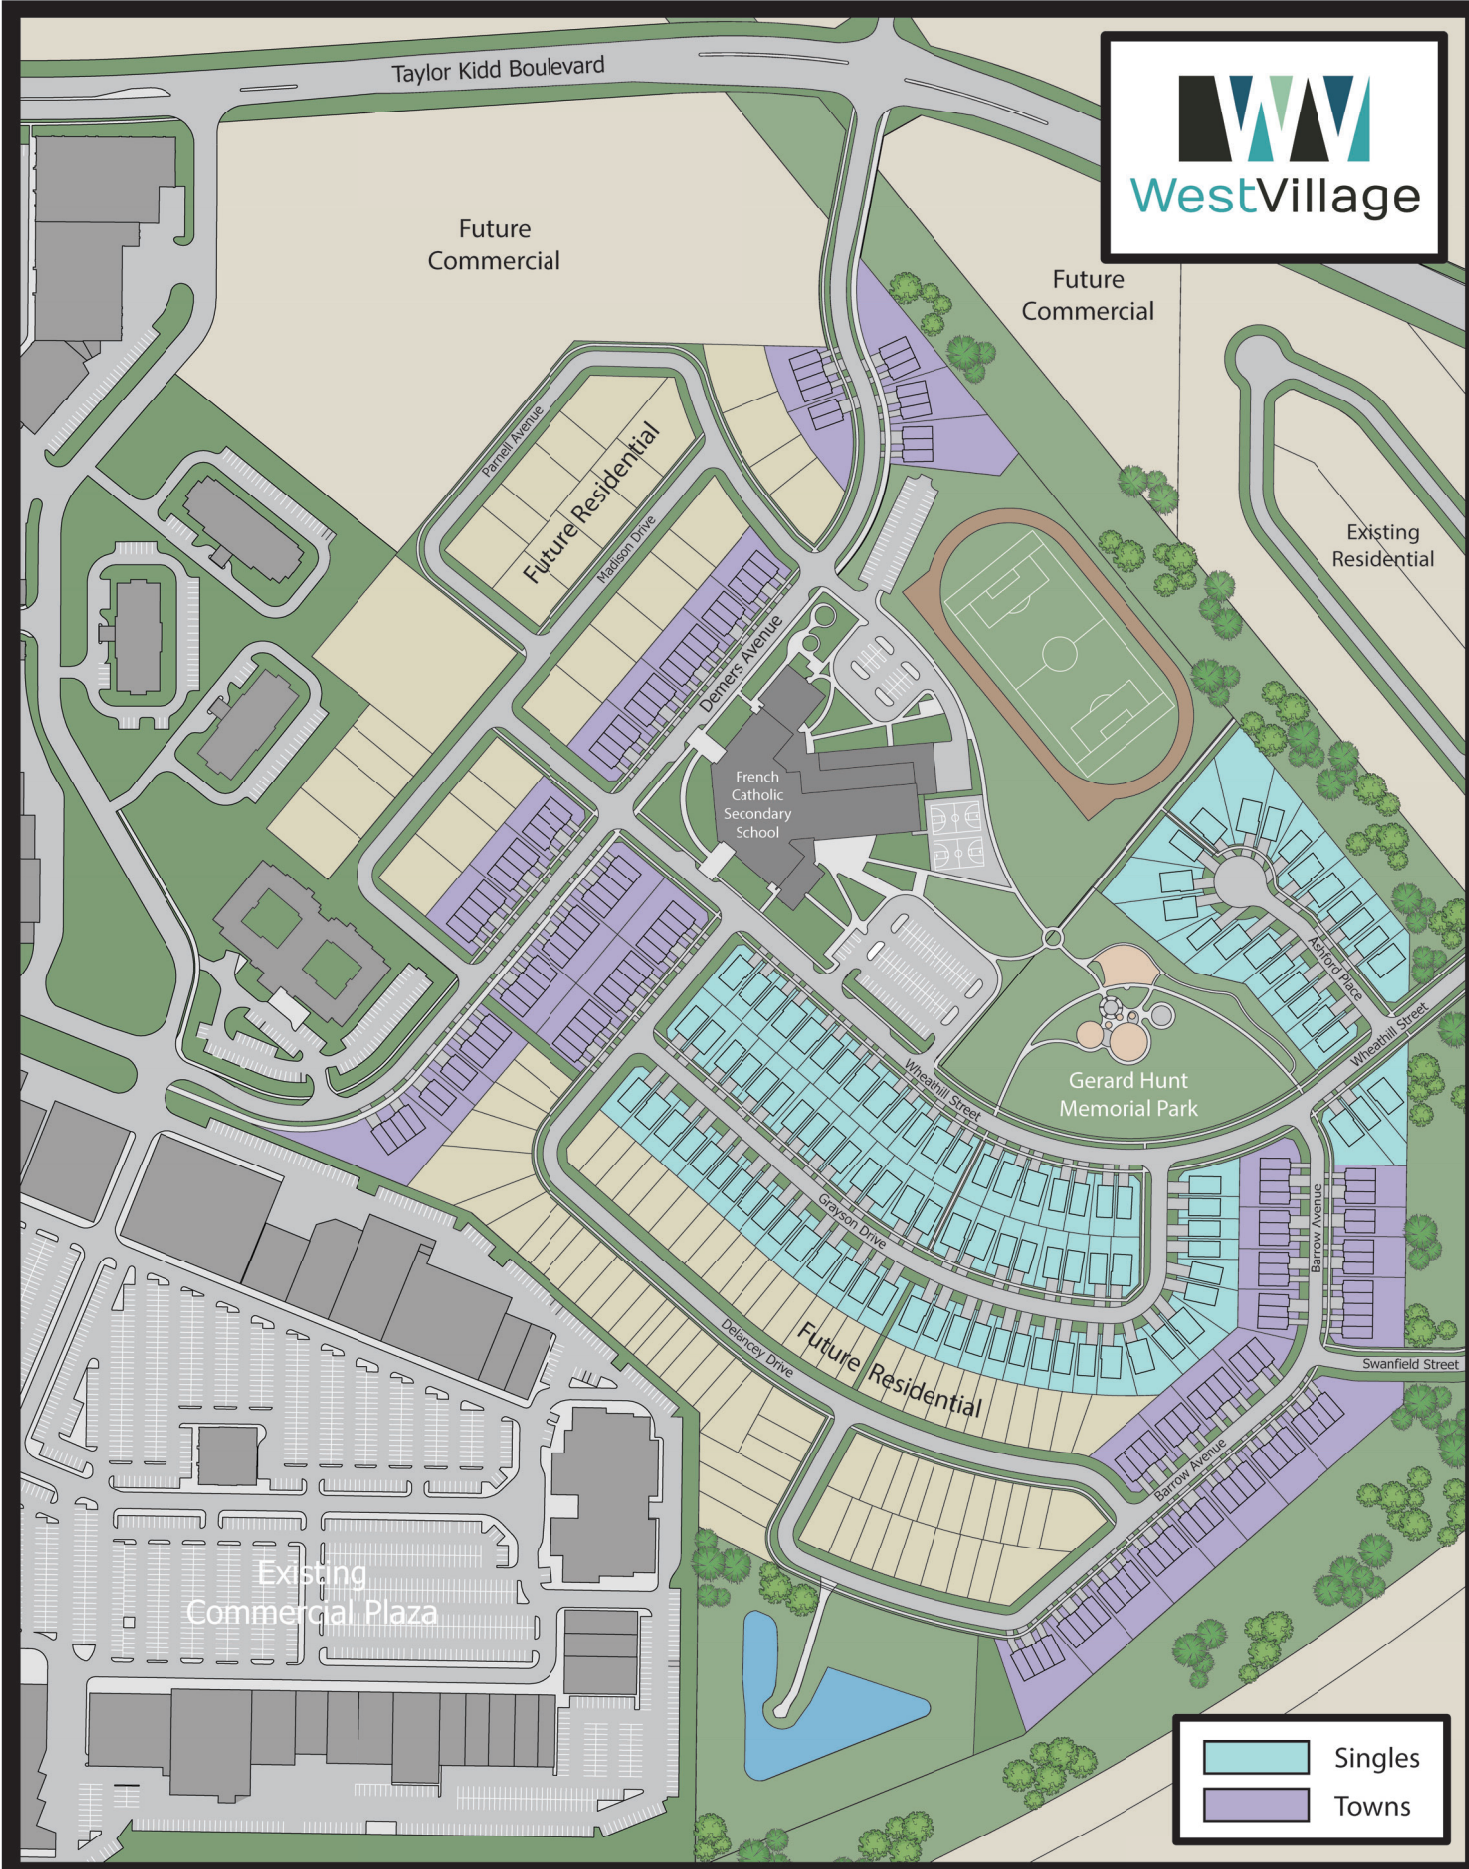 Taylor Kidd Boulevard
WestVillage
Future
Commercial
Future
Commercial
Parnell Avenue
Future Residential
Madison Drive
Existing
Residential
Demers Avenue
French
Catholic
Secondary
School
Ashford Place
Wheathill Street
Wheathill Street
Gerard Hunt
Memorial Park
Grayson Drive
Barrow Avenue
Delancey Drive
Future Residential
Swanfield Street
Barrow Avenue
Existing
Commercial Plaza
Singles
Towns